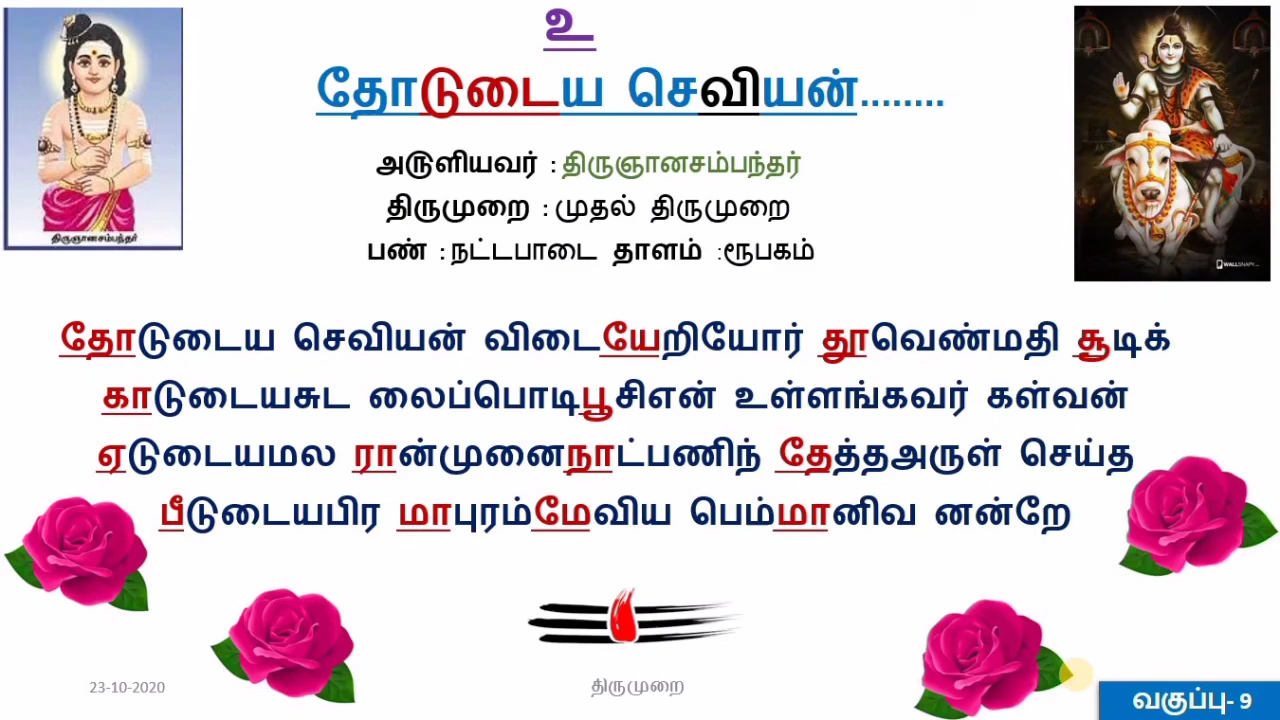 உ
தோடுடைய செவியன்........
அருளியவர் : திருஞானசம்பந்தர்
திருமுறை : முதல் திருமுறை
பண் : நட்டபாடை தாளம் :ரூபகம்
திருஞானசம்பந்தர்
WALLSNAPY
தோடுடைய செவியன் விடையேறியோர் தூவெண்மதி சூடிக்
காடுடையசுட லைப்பொடிபூசிஎன் உள்ளங்கவர் கள்வன்
ஏடுடையமல ரான்முனைநாட்பணிந் தேத்தஅருள் செய்த
பீடுடையபிர மாபுரம்மேவிய பெம்மானிவ னன்றே
23-10-2020
திருமுறை
வகுப்பு- 9